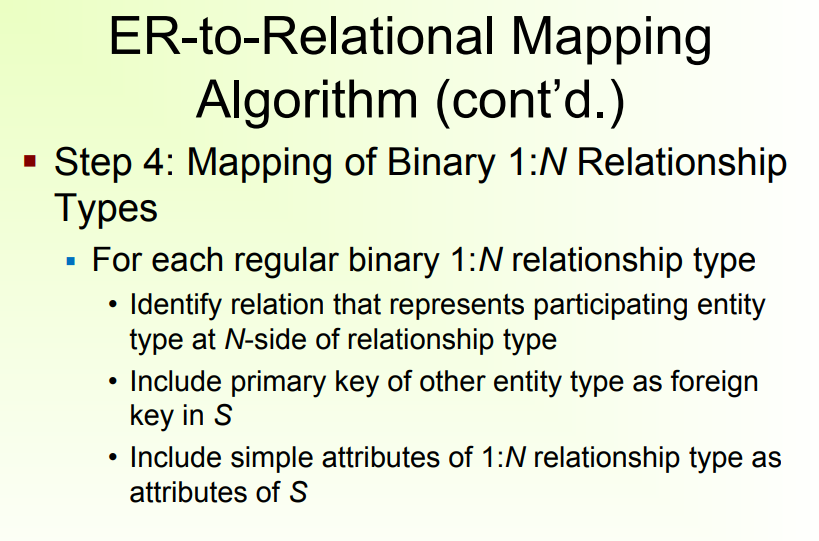 ER-to-Relational Mapping
Algorithm (cont’d.)
▪ Step 4: Mapping of Binary 1:N Relationship
Types
▪ For each regular binary 1:N relationship type
• Identify relation that represents participating entity
type at N-side of relationship type
• Include primary key of other entity type as foreign
key in S
• Include simple attributes of 1:N relationship type as
attributes of S